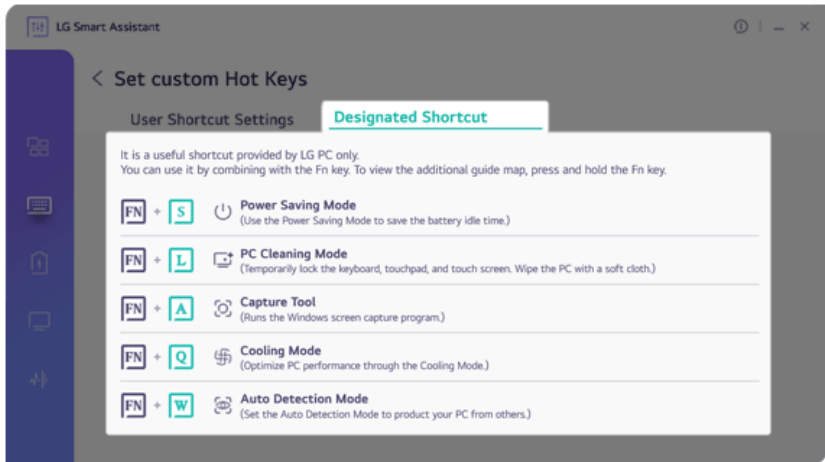 LG Smart Assistant
< Set custom Hot Keys
User Shortcut Settings
Designated Shortcut
It is a useful shortcut provided by LG PC only.
You can use it by combining with the Fn key. To view the additional guide map, press and hold the Fn key.
FN + S Power Saving Mode
(Use the Power Saving Mode to save the battery idle time.)
FN + L PC Cleaning Mode
(Temporarily lock the keyboard, touchpad, and touch screen. Wipe the PC with a soft cloth.)
FN + A Capture Tool
(Runs the Windows screen capture program.)
FN + Q Cooling Mode
(Optimize PC performance through the Cooling Mode.)
FN + W Auto Detection Mode
(Set the Auto Detection Mode to product your PC from others.)